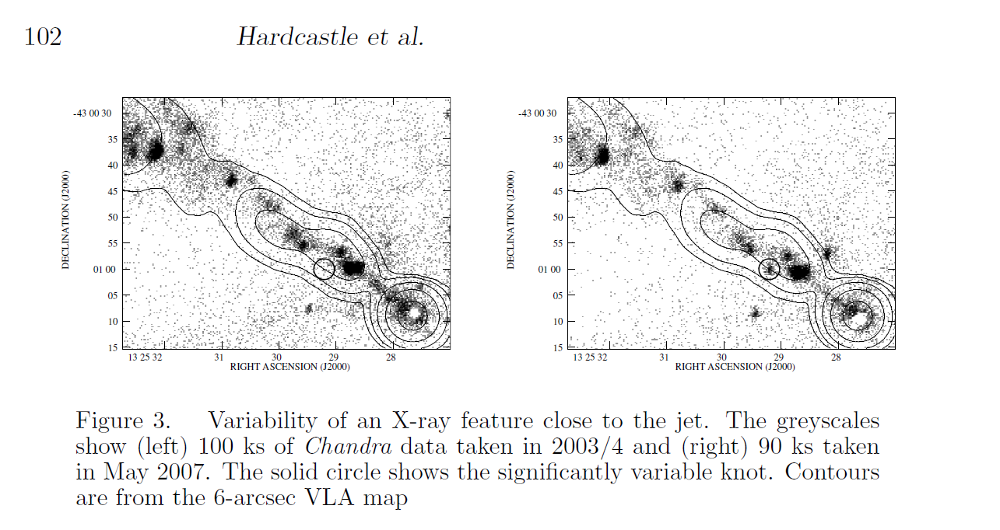 102 Hardcastle et al.
-43 00 30
35
40
45
50
55
01 00
05
10
15
DECLINATION (J2000)
13 25 32 31 30 29 28
RIGHT ASCENSION (J2000)
-43 00 30
35
40
45
50
55
01 00
05
10
15
DECLINATION (J2000)
13 25 32 31 30 29 28
RIGHT ASCENSION (J2000)
Figure 3. Variability of an X-ray feature close to the jet. The greyscales
show (left) 100 ks of Chandra data taken in 2003/4 and (right) 90 ks taken
in May 2007. The solid circle shows the significantly variable knot. Contours
are from the 6-arcsec VLA map